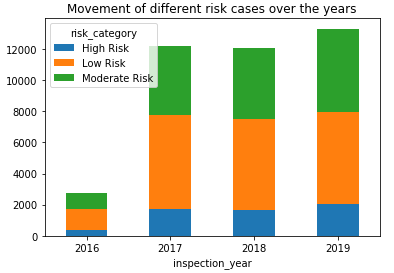 Movement of different risk cases over the years
risk_category
High Risk
Low Risk
Moderate Risk
12000
10000
8000
6000
4000
2000
0
2016 2017 2018 2019
inspection_year